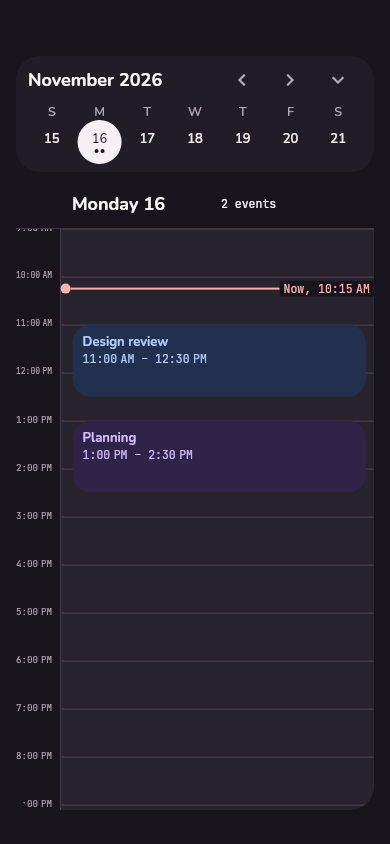 November 2026
S M T W T F S
15 16 17 18 19 20 21
Monday 16
2 events
10:00 AM
Now, 10:15 AM
11:00 AM
Design review
11:00 AM – 12:30 PM
12:00 PM
1:00 PM
Planning
1:00 PM – 2:30 PM
2:00 PM
3:00 PM
4:00 PM
5:00 PM
6:00 PM
7:00 PM
8:00 PM
:00 PM